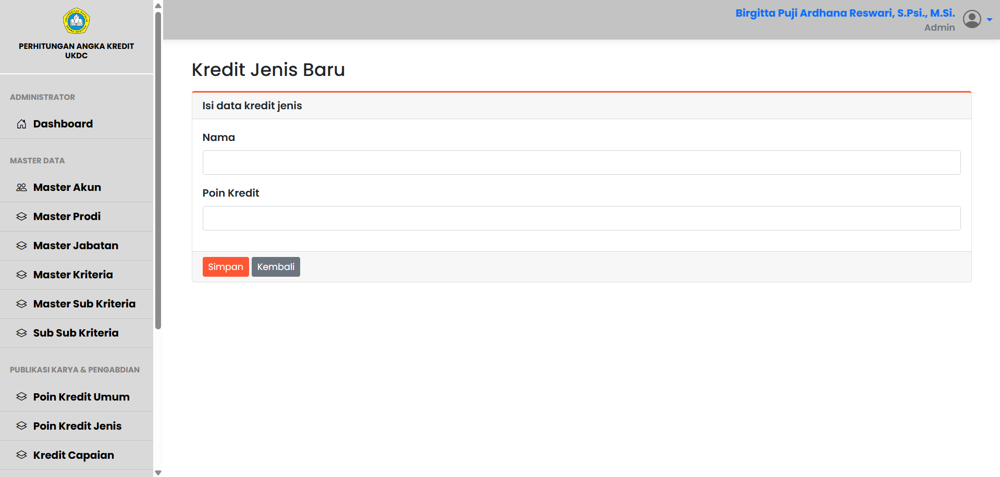 PERHITUNGAN ANGKA KREDIT
UKDC
ADMINISTRATOR
Dashboard
MASTER DATA
Master Akun
Master Prodi
Master Jabatan
Master Kriteria
Master Sub Kriteria
Sub Sub Kriteria
PUBLIKASI KARYA & PENGABDIAN
Poin Kredit Umum
Poin Kredit Jenis
Kredit Capaian
Birgitta Puji Ardhana Reswari, S.Psi., M.Si.
Admin
Kredit Jenis Baru
Isi data kredit jenis
Nama
Poin Kredit
Simpan
Kembali